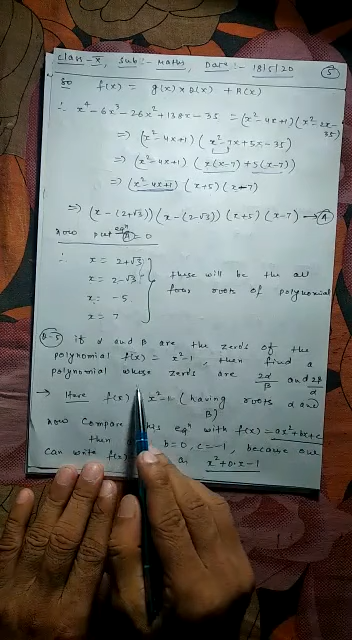 Class - X, Sub:- Maths, Date:- 18/5/20 (5)
So f(x) = g(x) × Q(x) + R(x)
∴ x⁴ - 6x³ - 26x² + 138x - 35 = (x² - 4x + 1)(x² - 2x - 35)
⇒ (x² - 4x + 1) (x² - 7x + 5x - 35)
⇒ (x² - 4x + 1) (x(x-7) + 5(x-7))
⇒ (x² - 4x + 1) (x+5) (x-7)
⇒ (x - (2+√3)) (x - (2-√3)) (x+5) (x-7) → (A)
Now put eqⁿ (A) = 0
∴ x = 2+√3
x = 2-√3 } these will be the all
x = -5 four roots of polynomial
x = 7
Q-5 if α and β are the zero's of the
polynomial f(x) = x² - 1, then find a
polynomial whose zero's are 2α/β and 2β/α
→ Here f(x) x² - 1 (having roots α and β)
Now Compare this eqⁿ with f(x) = ax² + bx + c
then b = 0, c = -1, because our
Can write f(x) as x² + 0·x - 1